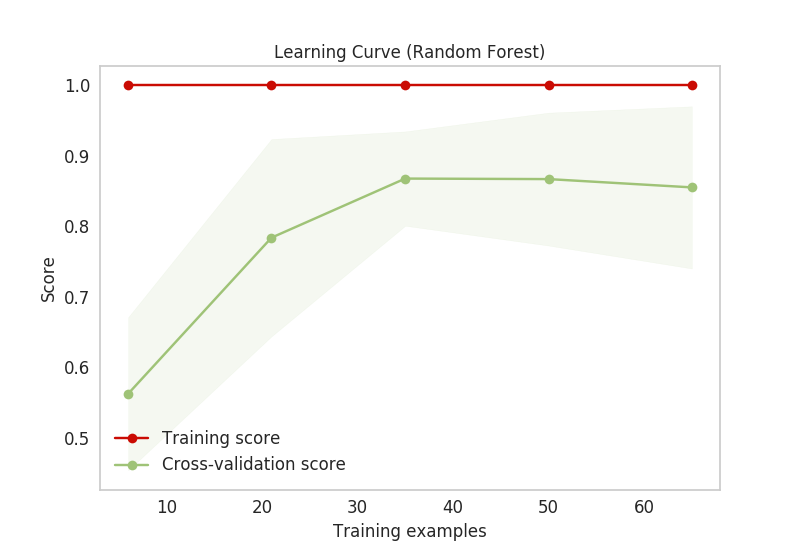 Learning Curve (Random Forest)
1.0
0.9
0.8
0.7
0.6
0.5
Score
Training score
Cross-validation score
10 20 30 40 50 60
Training examples